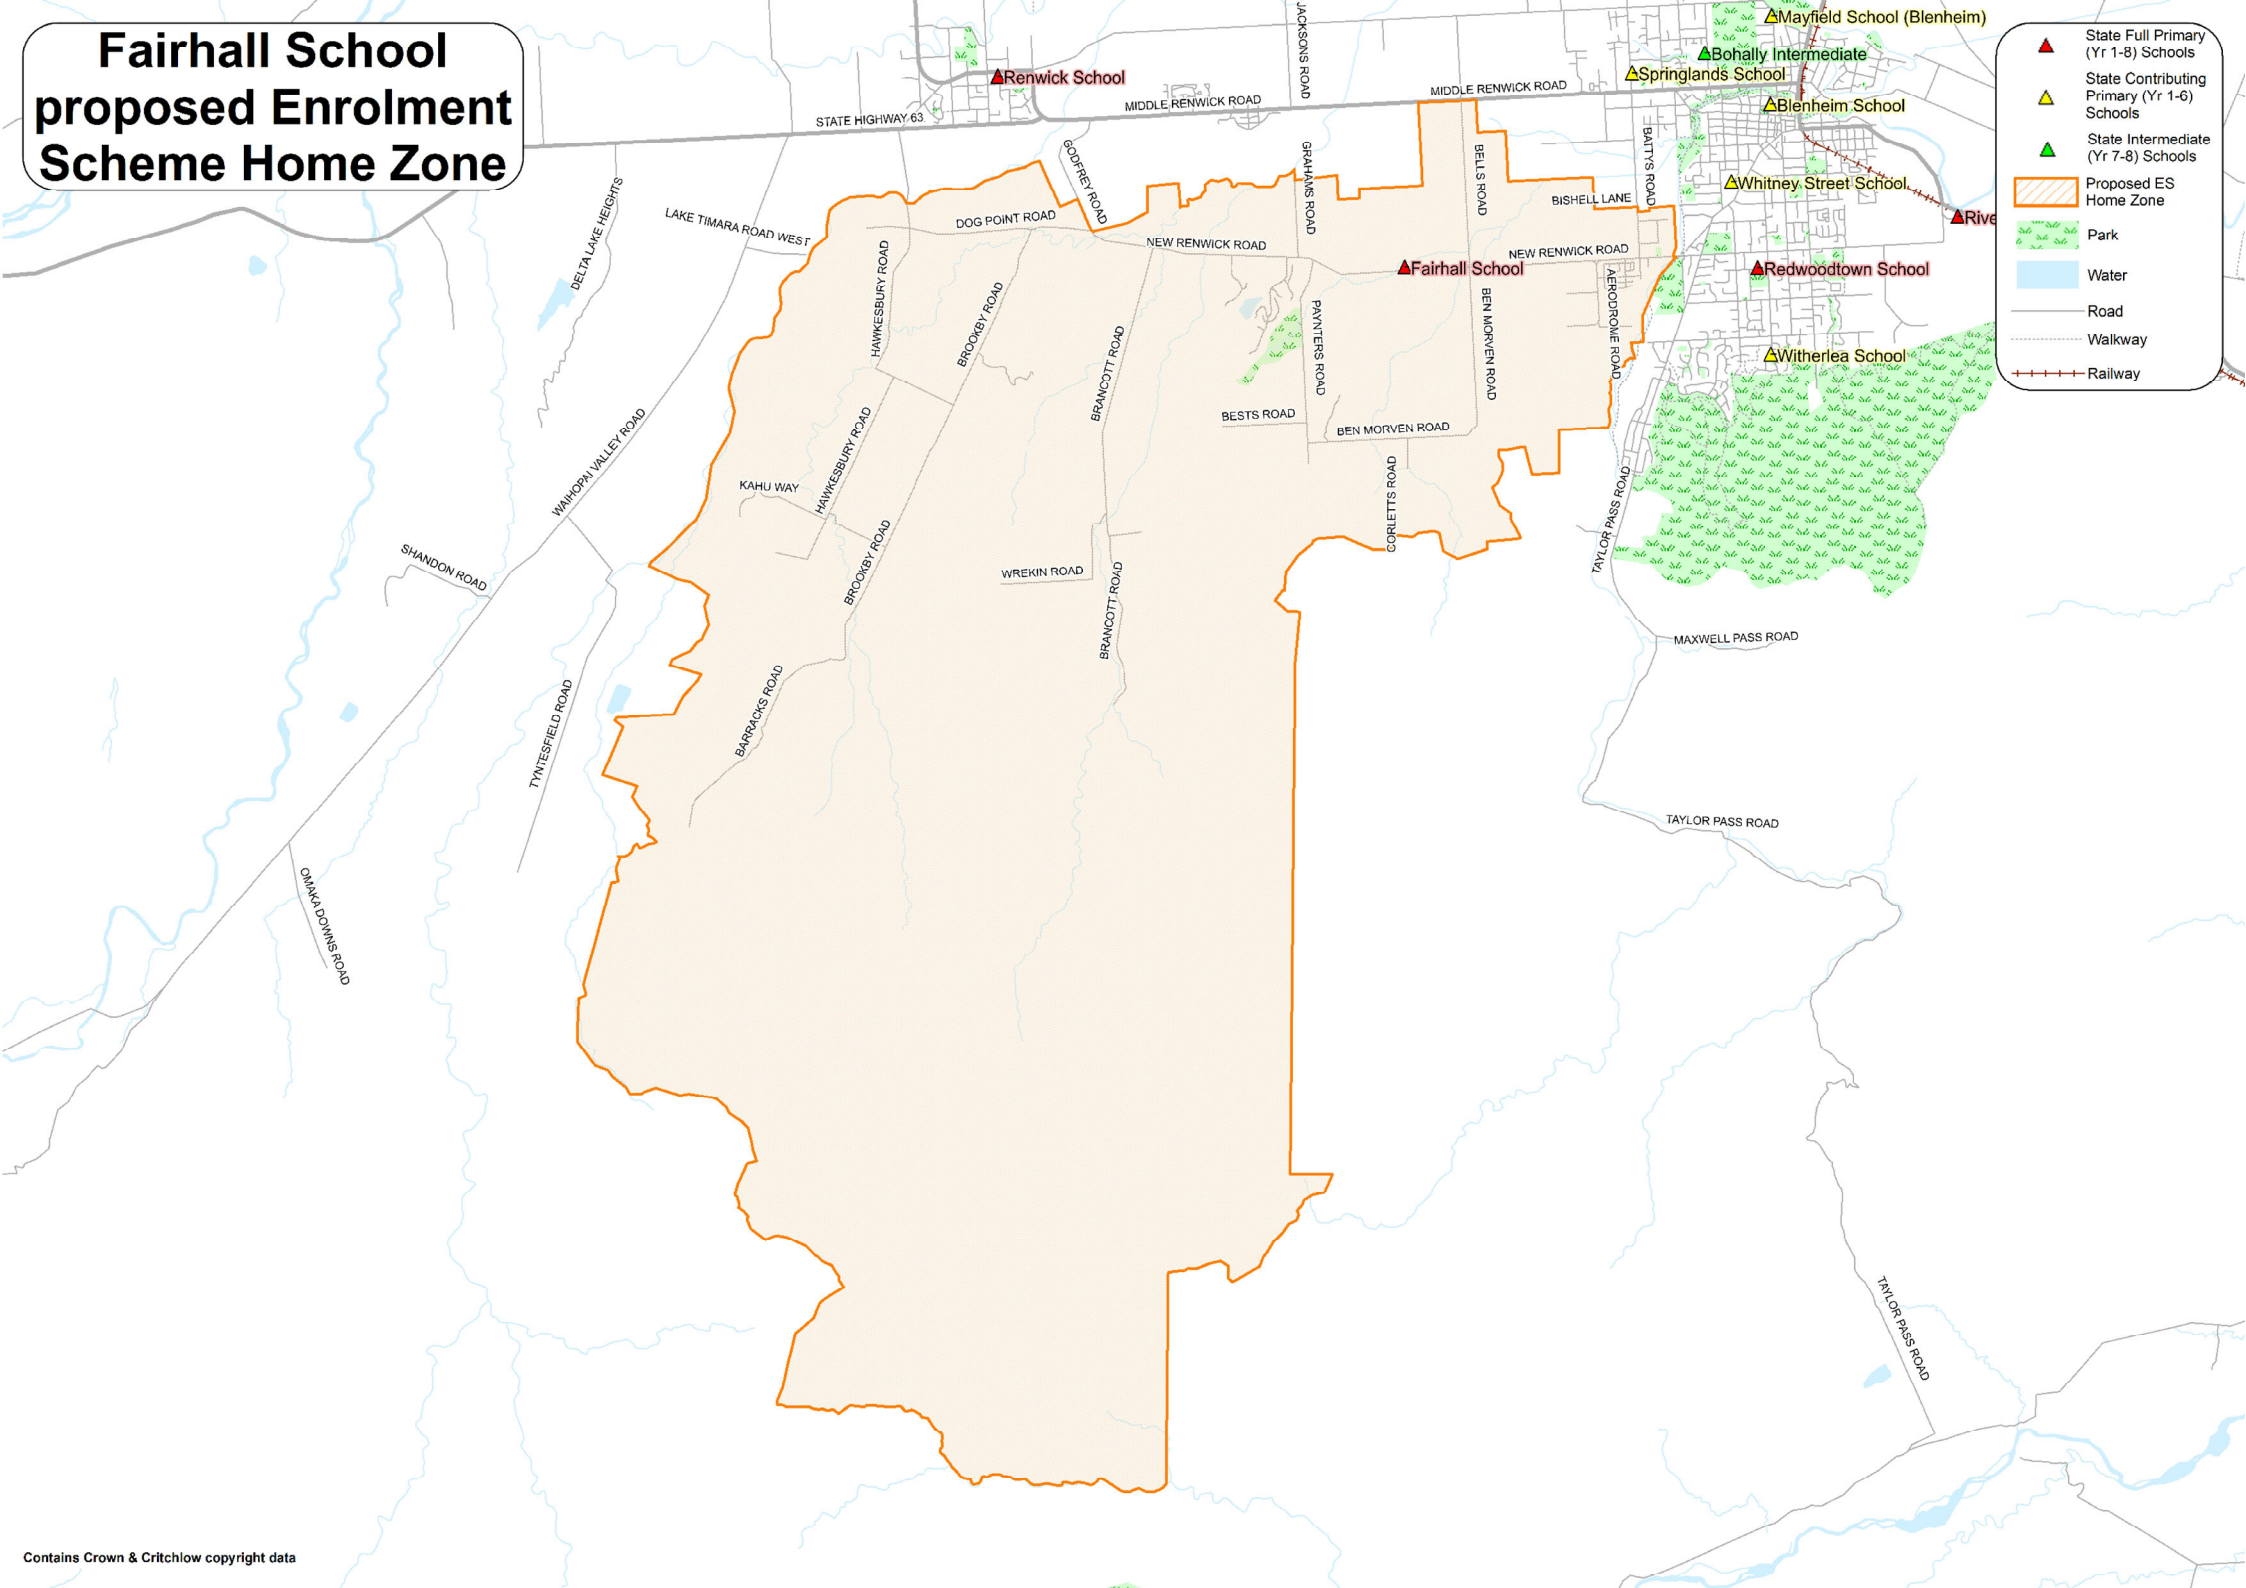 Fairhall School
proposed Enrolment
Scheme Home Zone
JACKSONS ROAD
Mayfield School (Blenheim)
Bohally Intermediate
Springlands School
Renwick School
MIDDLE RENWICK ROAD
MIDDLE RENWICK ROAD
Blenheim School
STATE HIGHWAY 63
State Full Primary
(Yr 1-8) Schools
State Contributing
Primary (Yr 1-6)
Schools
State Intermediate
(Yr 7-8) Schools
Proposed ES
Home Zone
Park
Water
Road
Walkway
Railway
GODFREY ROAD
GRAHAMS ROAD
BELLS ROAD
BATTYS ROAD
Whitney Street School
BISHELL LANE
DELTA LAKE HEIGHTS
LAKE TIMARA ROAD WEST
DOG POINT ROAD
NEW RENWICK ROAD
NEW RENWICK ROAD
Fairhall School
Redwoodtown School
HAWKESBURY ROAD
BROOKBY ROAD
BRANCOTT ROAD
PAYNTERS ROAD
BEN MORVEN ROAD
AERODROME ROAD
Witherlea School
WAIHOPAI VALLEY ROAD
HAWKESBURY ROAD
BESTS ROAD
BEN MORVEN ROAD
KAHU WAY
CORLETTS ROAD
TAYLOR PASS ROAD
SHANDON ROAD
BROOKBY ROAD
WREKIN ROAD
BRANCOTT ROAD
MAXWELL PASS ROAD
TYNTESFIELD ROAD
BARRACKS ROAD
TAYLOR PASS ROAD
OMAKA DOWNS ROAD
TAYLOR PASS ROAD
Contains Crown & Critchlow copyright data